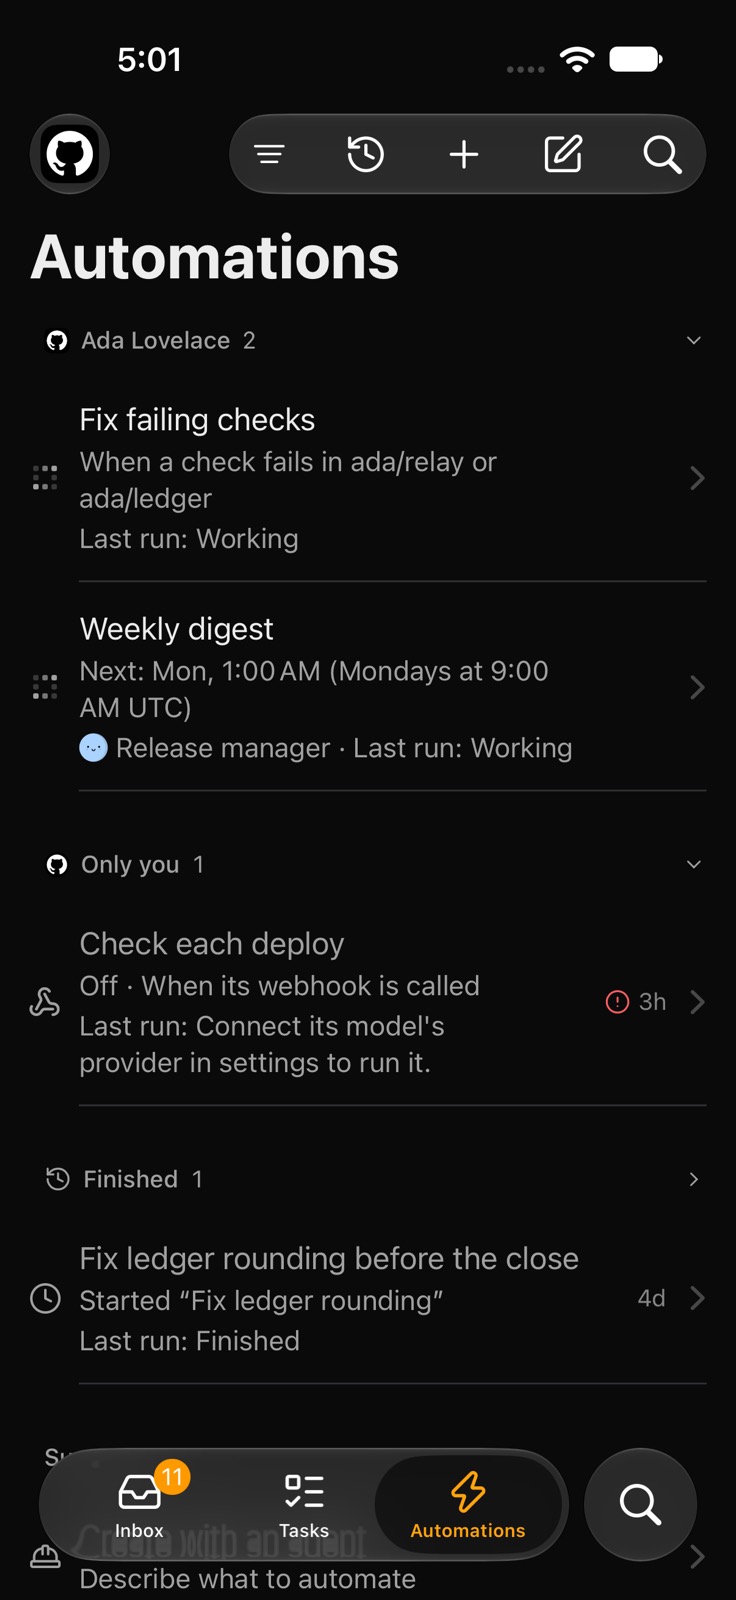 5:01
Automations
Ada Lovelace 2
Fix failing checks
When a check fails in ada/relay or
ada/ledger
Last run: Working
Weekly digest
Next: Mon, 1:00 AM (Mondays at 9:00
AM UTC)
Release manager · Last run: Working
Only you 1
Check each deploy
Off · When its webhook is called
3h
Last run: Connect its model's
provider in settings to run it.
Finished 1
Fix ledger rounding before the close
Started “Fix ledger rounding”
4d
Last run: Finished
11
Inbox
Tasks
Automations
Create with an agent
Describe what to automate